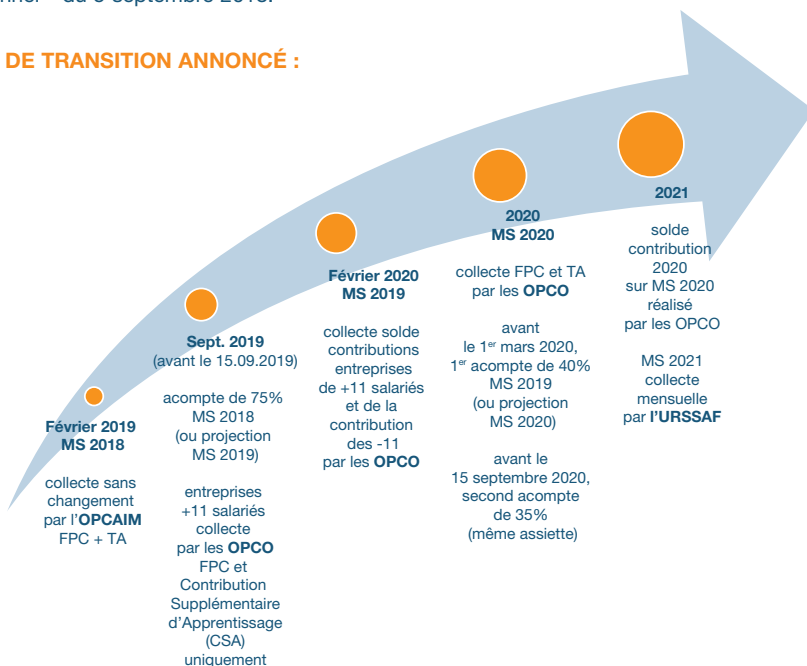 du 5 septembre 2018.
DE TRANSITION ANNONCÉ :
Février 2019
MS 2018
collecte sans
changement
par l'OPCAIM
FPC + TA
Sept. 2019
(avant le 15.09.2019)
acompte de 75%
MS 2018
(ou projection
MS 2019)
entreprises
+11 salariés
collecte
par les OPCO
FPC et
Contribution
Supplémentaire
d'Apprentissage
(CSA)
uniquement
Février 2020
MS 2019
collecte solde
contributions
entreprises
de +11 salariés
et de la
contribution
des -11
par les OPCO
2020
MS 2020
collecte FPC et TA
par les OPCO
avant
le 1er mars 2020,
1er acompte de 40%
MS 2019
(ou projection
MS 2020)
avant le
15 septembre 2020,
second acompte
de 35%
(même assiette)
2021
solde
contribution
2020
sur MS 2020
réalisé
par les OPCO
MS 2021
collecte
mensuelle
par l'URSSAF